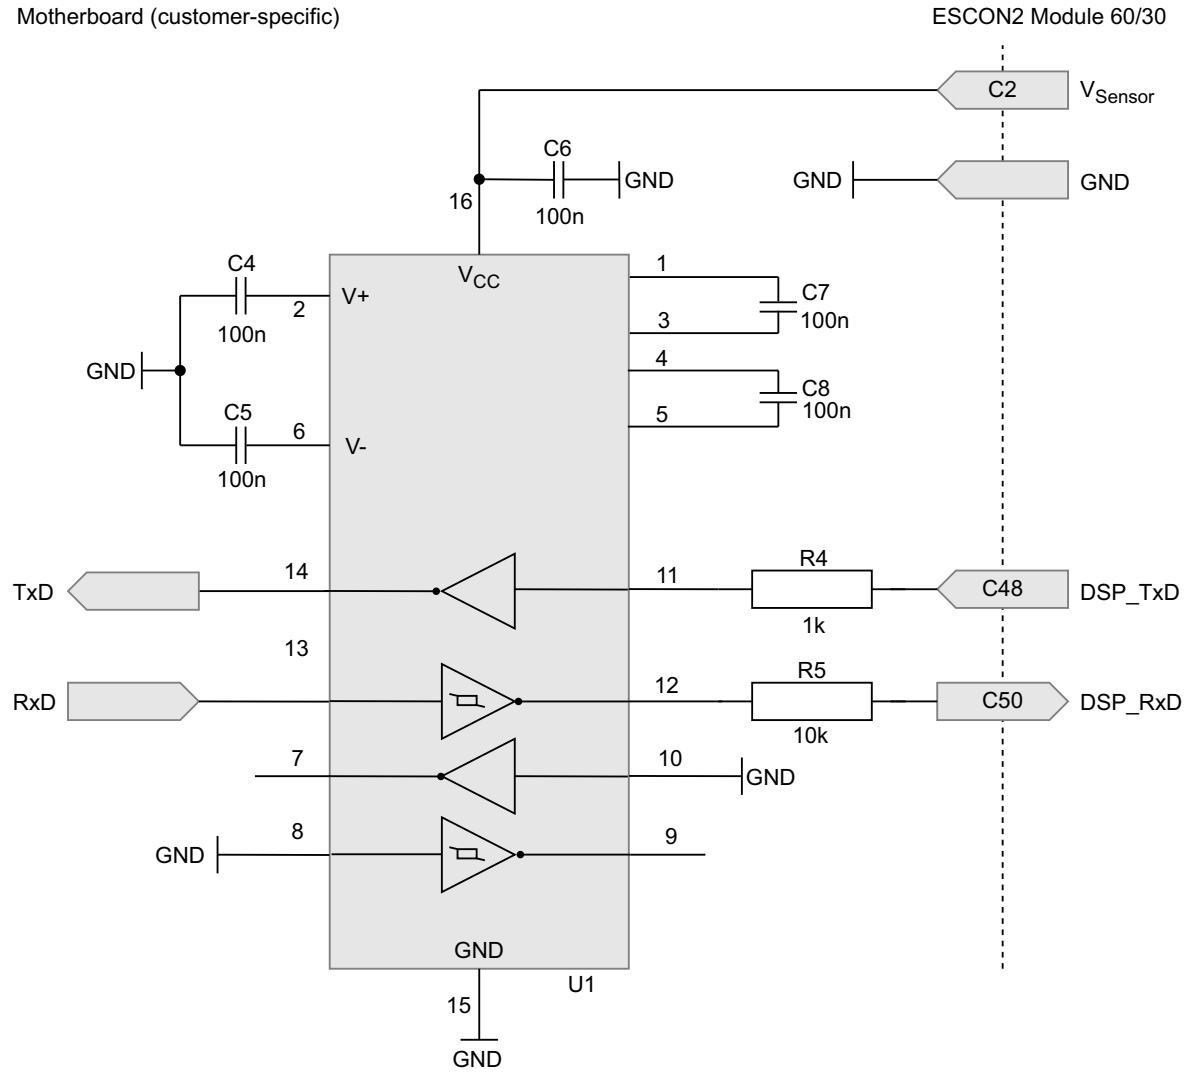 Motherboard (customer-specific)
ESCON2 Module 60/30
C2
VSensor
C6
GND
GND
GND
16
100n
C4
VCC
1
V+
C7
2
100n
3
100n
GND
4
C8
100n
C5
5
6
V-
100n
R4
14
11
TxD
C48
DSP_TxD
1k
13
R5
12
RxD
C50
DSP_RxD
10k
7
10
GND
8
9
GND
GND
U1
15
GND